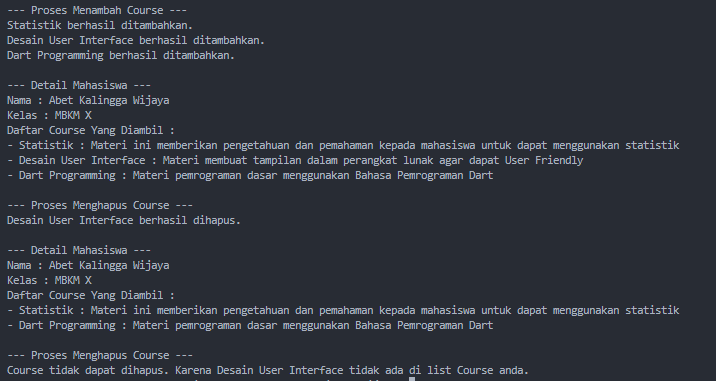 --- Proses Menambah Course ---
Statistik berhasil ditambahkan.
Desain User Interface berhasil ditambahkan.
Dart Programming berhasil ditambahkan.
--- Detail Mahasiswa ---
Nama : Abet Kalingga Wijaya
Kelas : MBKM X
Daftar Course Yang Diambil :
- Statistik : Materi ini memberikan pengetahuan dan pemahaman kepada mahasiswa untuk dapat menggunakan statistik
- Desain User Interface : Materi membuat tampilan dalam perangkat lunak agar dapat User Friendly
- Dart Programming : Materi pemrograman dasar menggunakan Bahasa Pemrograman Dart
--- Proses Menghapus Course ---
Desain User Interface berhasil dihapus.
--- Detail Mahasiswa ---
Nama : Abet Kalingga Wijaya
Kelas : MBKM X
Daftar Course Yang Diambil :
- Statistik : Materi ini memberikan pengetahuan dan pemahaman kepada mahasiswa untuk dapat menggunakan statistik
- Dart Programming : Materi pemrograman dasar menggunakan Bahasa Pemrograman Dart
--- Proses Menghapus Course ---
Course tidak dapat dihapus. Karena Desain User Interface tidak ada di list Course anda.